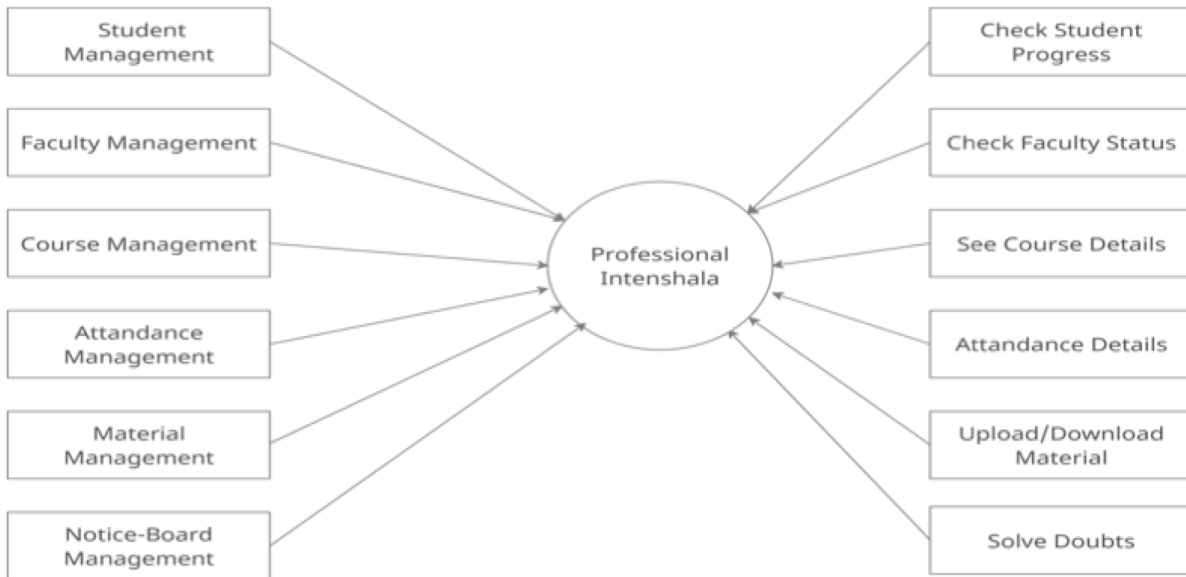 Student
Management
Faculty Management
Course Management
Attandance
Management
Material
Management
Notice-Board
Management
Professional
Intenshala
Check Student
Progress
Check Faculty Status
See Course Details
Attandance Details
Upload/Download
Material
Solve Doubts